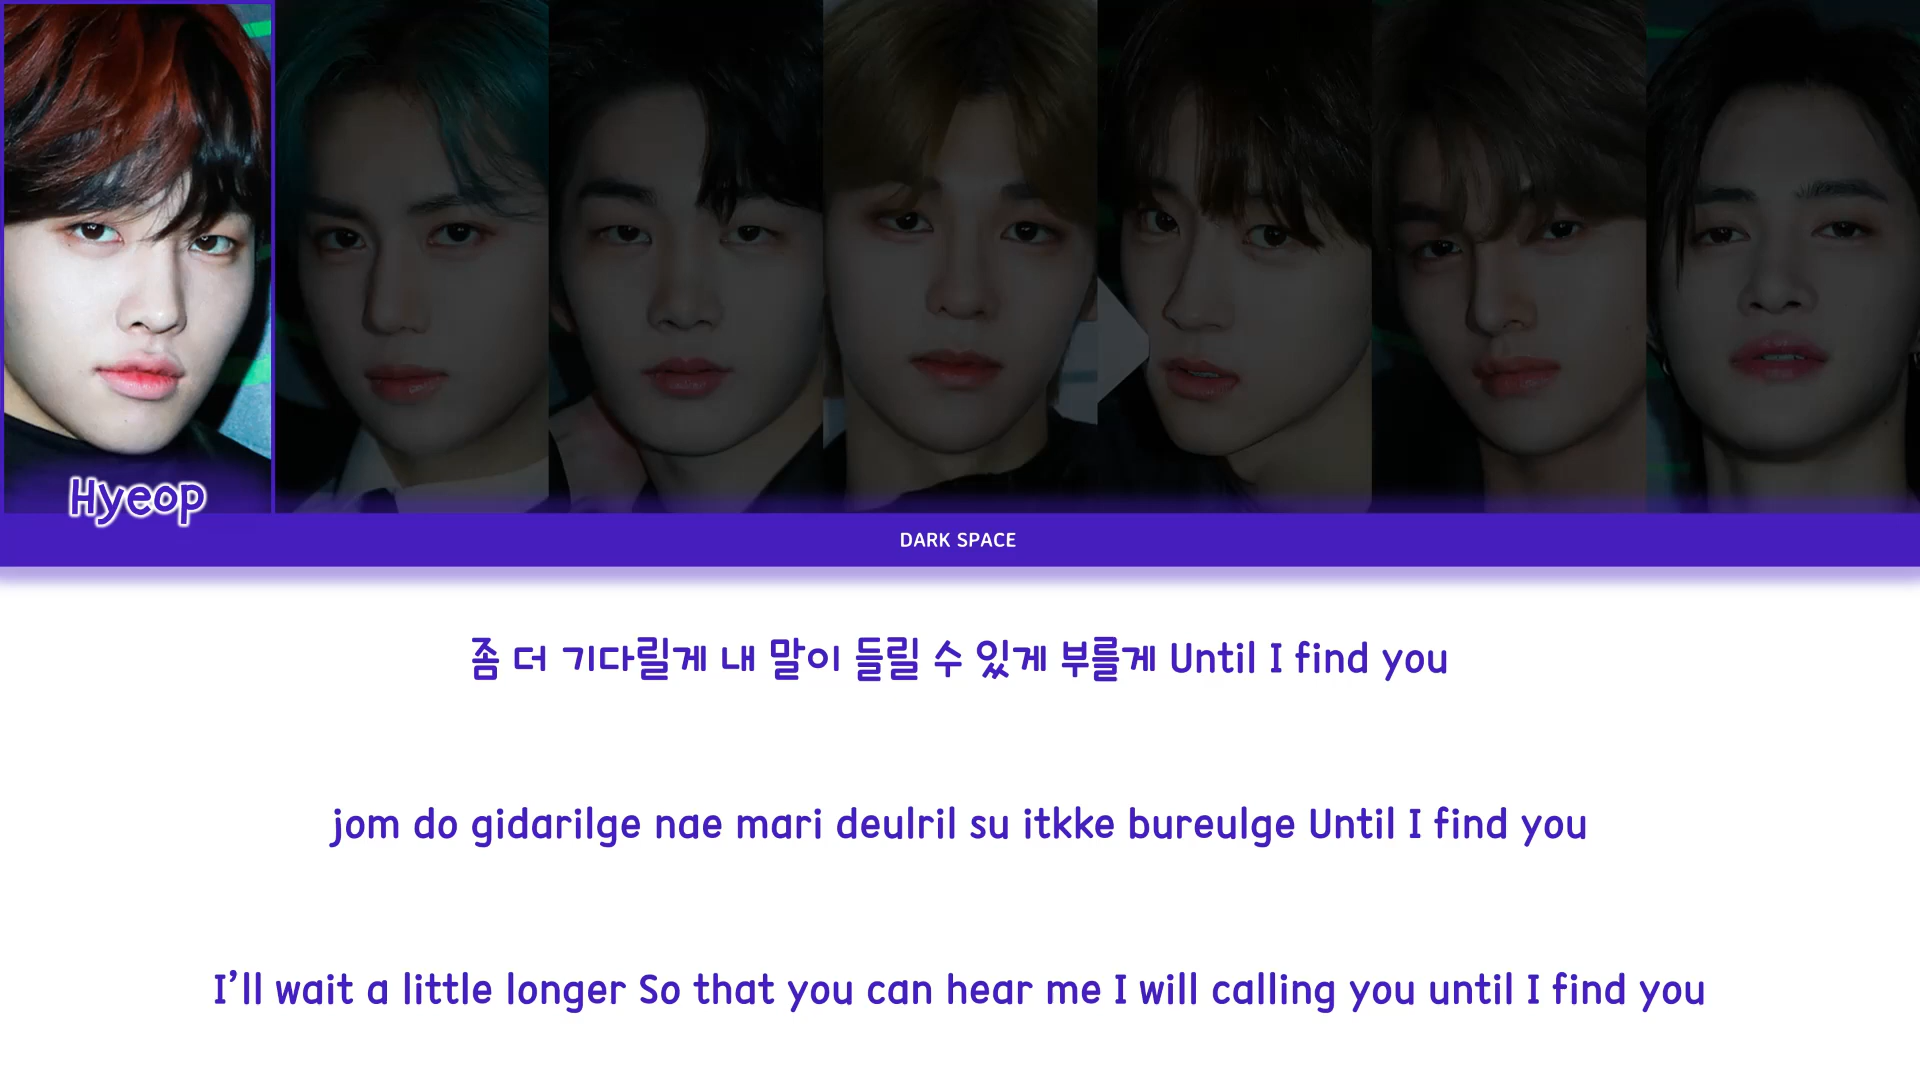 Hyeop
DARK SPACE
좀 더 기다릴게 내 말이 들릴 수 있게 부를게 Until I find you
jom do gidarilge nae mari deulril su itkke bureulge Until I find you
I’ll wait a little longer So that you can hear me I will calling you until I find you